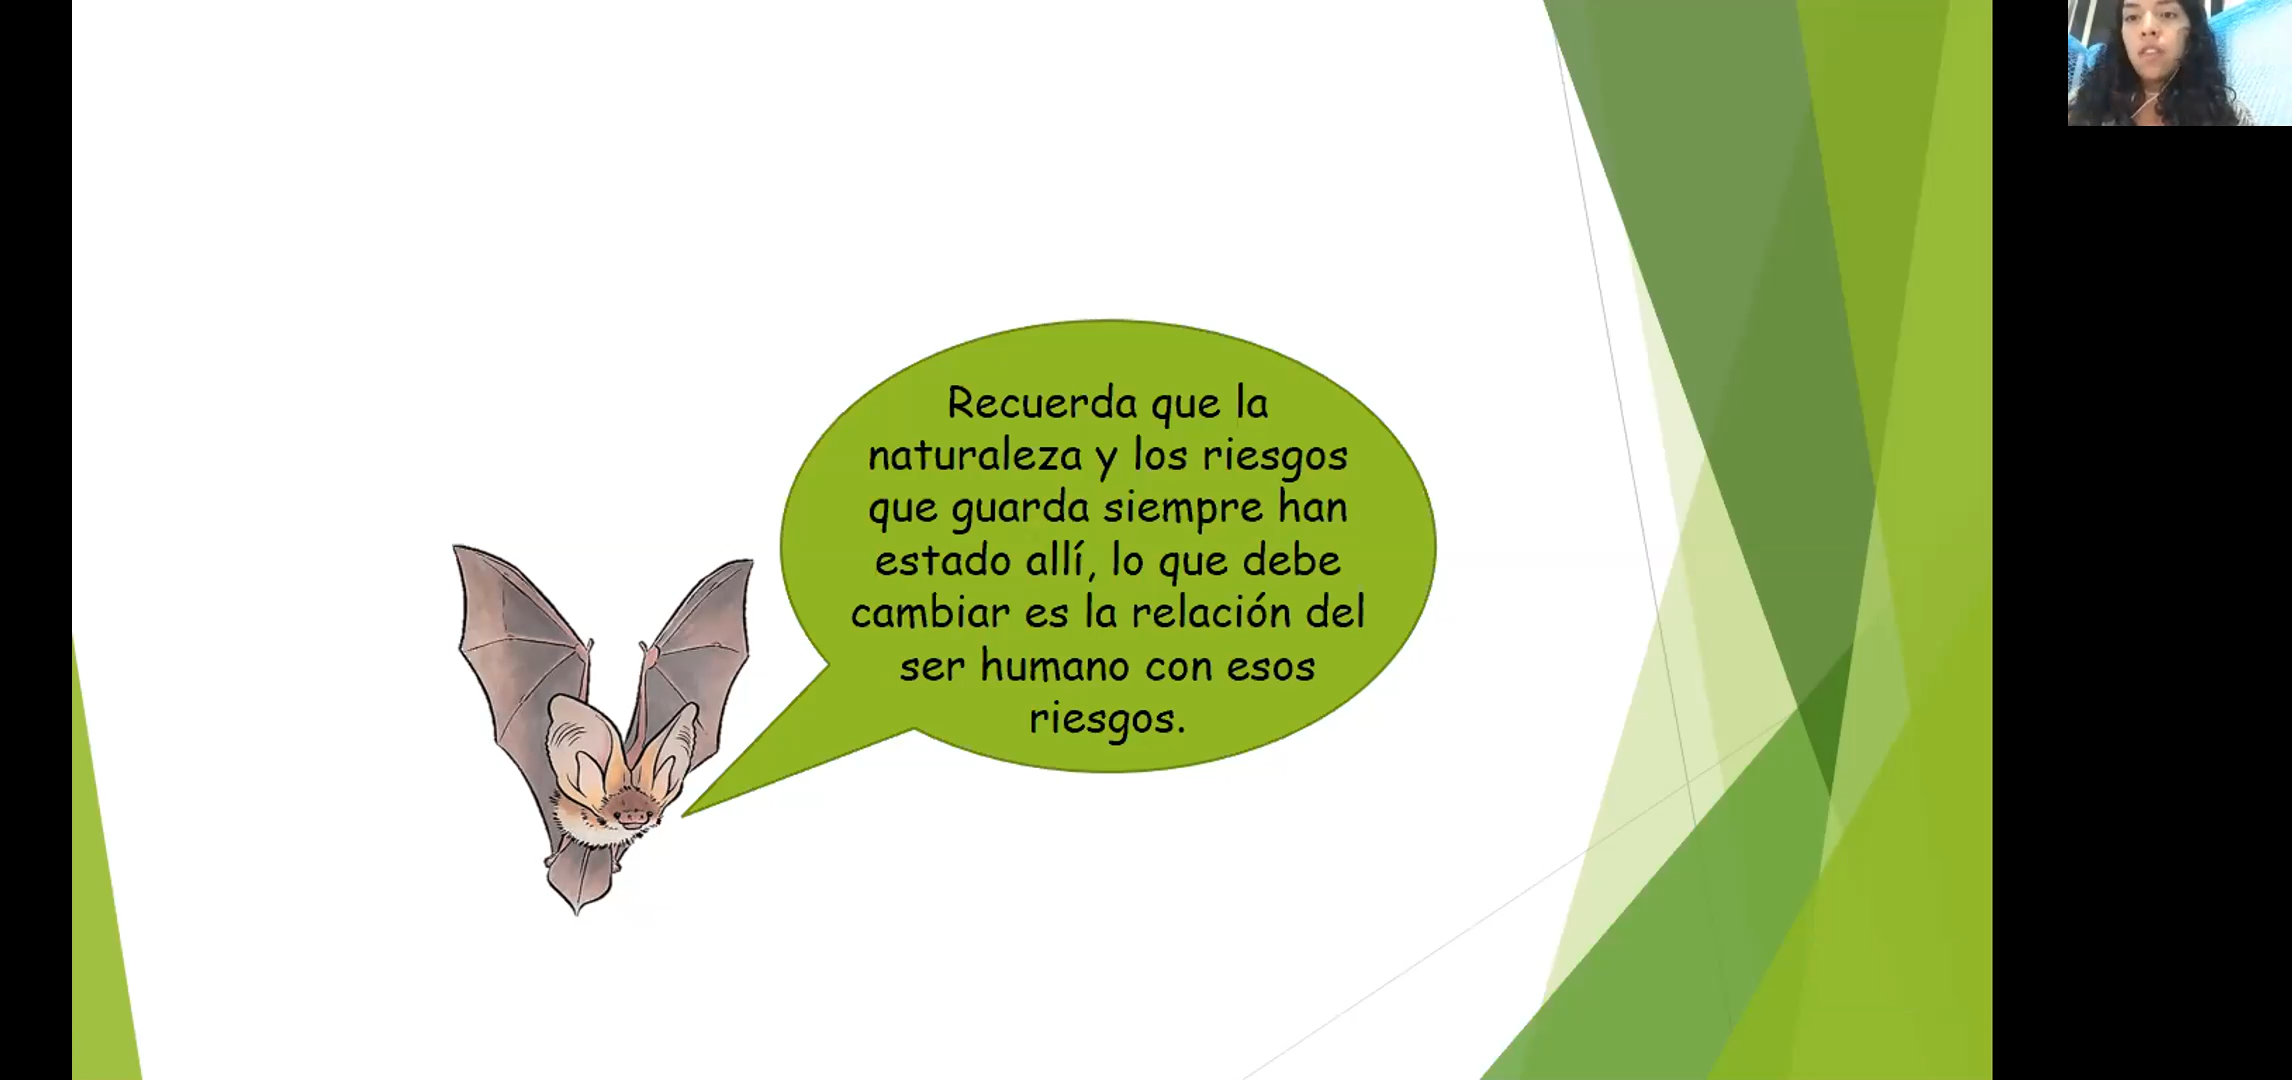 Recuerda que la
naturaleza y los riesgos
que guarda siempre han
estado allí, lo que debe
cambiar es la relación del
ser humano con esos
riesgos.